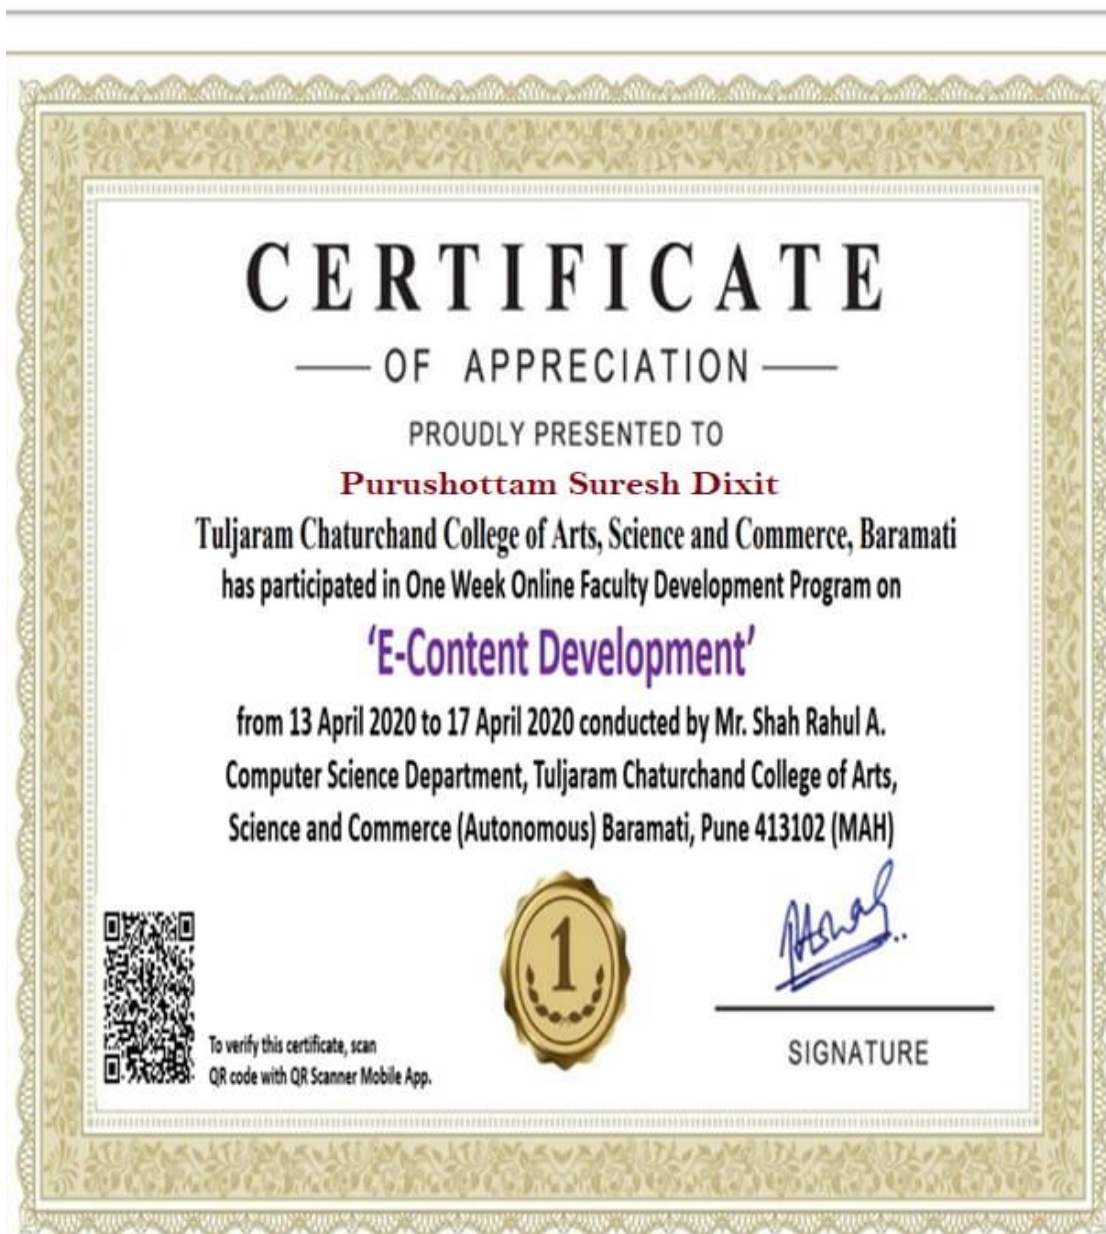 CERTIFICATE
OF APPRECIATION
PROUDLY PRESENTED TO
Purushottam Suresh Dixit
Tuljaram Chaturchand College of Arts, Science and Commerce, Baramati
has participated in One Week Online Faculty Development Program on
‘E-Content Development’
from 13 April 2020 to 17 April 2020 conducted by Mr. Shah Rahul A.
Computer Science Department, Tuljaram Chaturchand College of Arts,
Science and Commerce (Autonomous) Baramati, Pune 413102 (MAH)
1
To verify this certificate, scan
QR code with QR Scanner Mobile App.
SIGNATURE